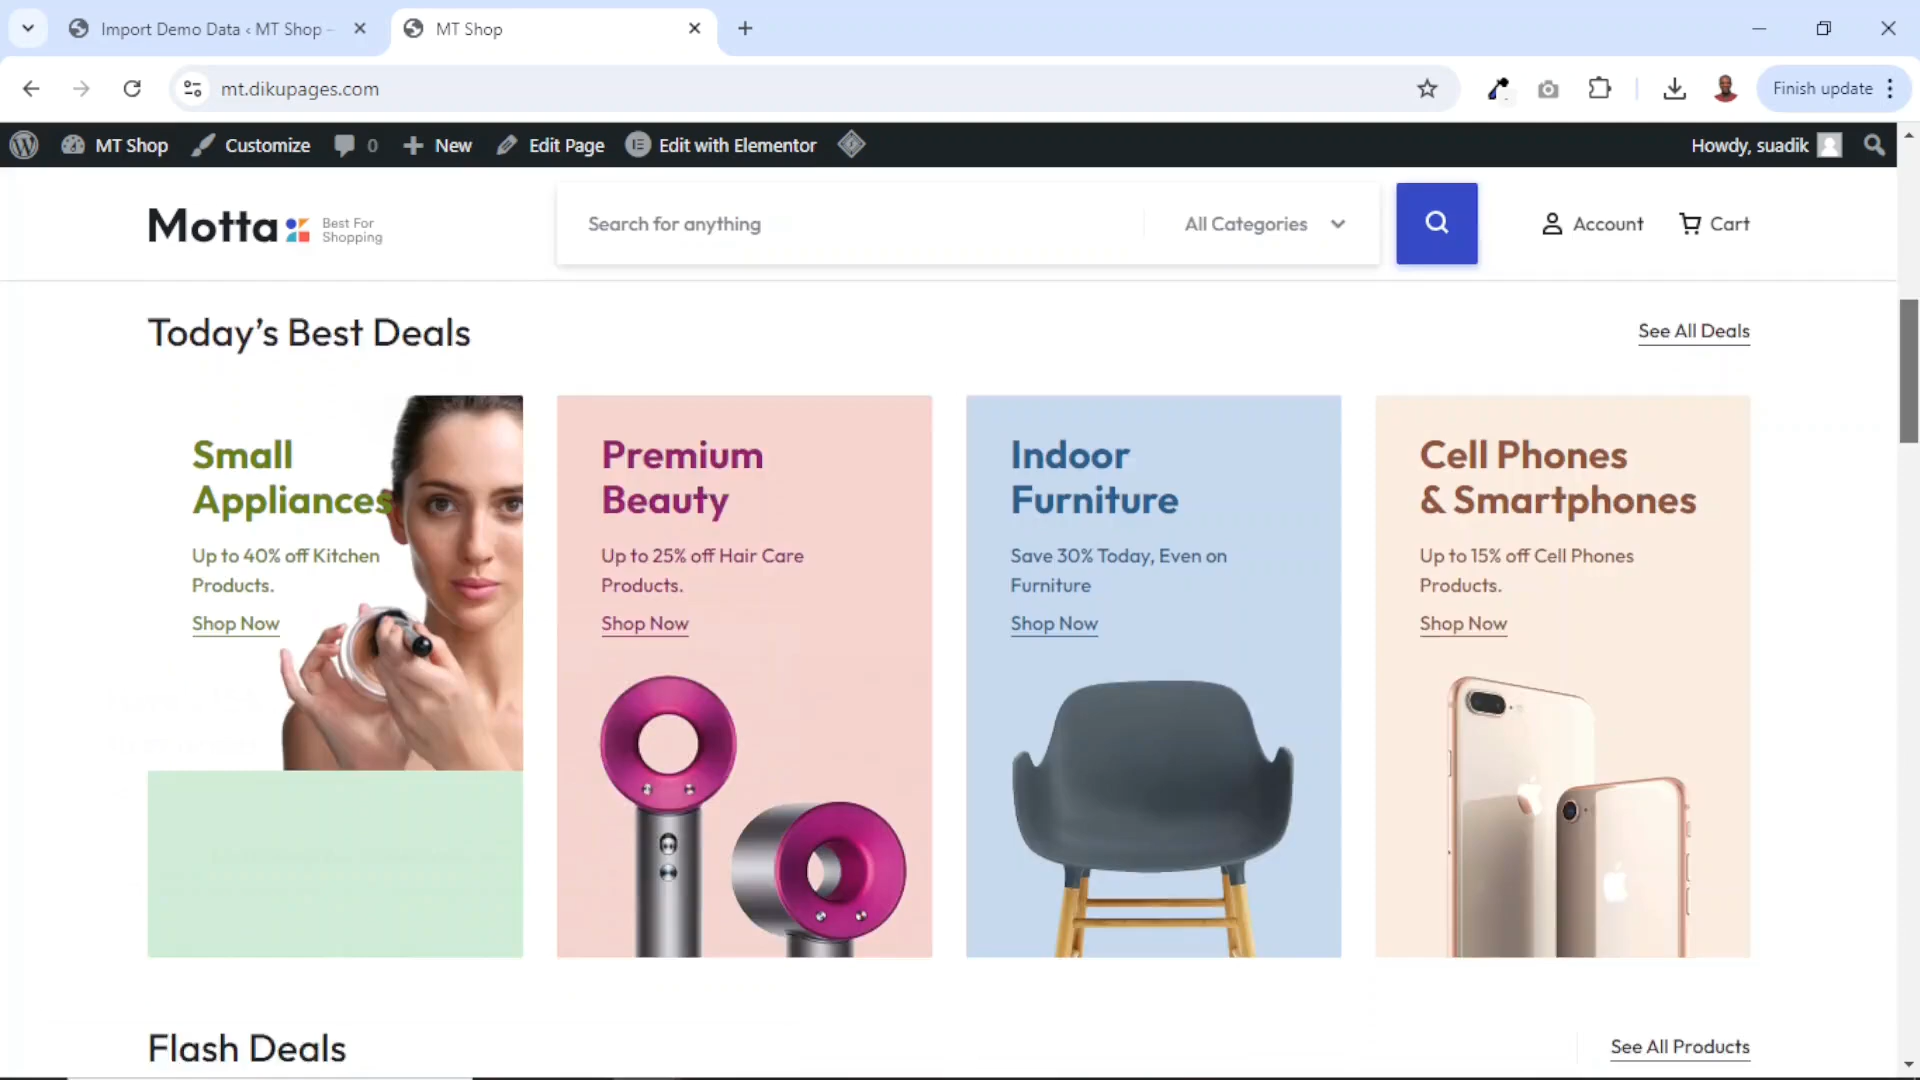 Import Demo Data ‹ MT Shop –
MT Shop
mt.dikupages.com
Finish update
MT Shop
Customize
0
New
Edit Page
Edit with Elementor
Howdy, suadik
Motta
Best For
Shopping
Search for anything
All Categories
Account
Cart
Today’s Best Deals
See All Deals
Small
Appliances
Up to 40% off Kitchen
Products.
Shop Now
Premium
Beauty
Up to 25% off Hair Care
Products.
Shop Now
Indoor
Furniture
Save 30% Today, Even on
Furniture
Shop Now
Cell Phones
& Smartphones
Up to 15% off Cell Phones
Products.
Shop Now
Flash Deals
See All Products